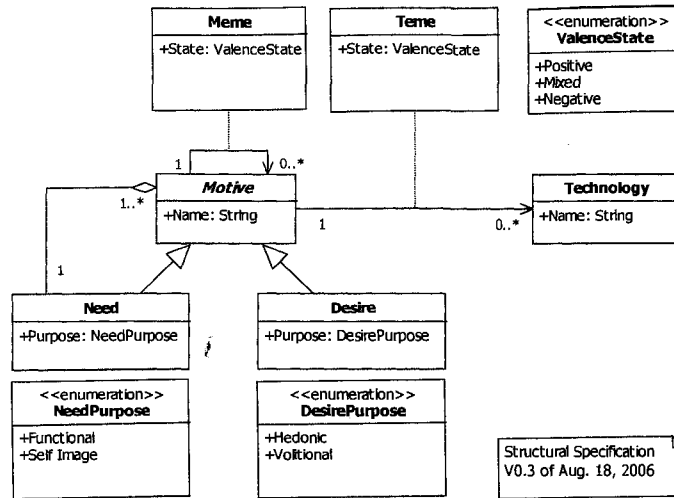 Meme
+State: ValenceState
Teme
+State: ValenceState
<<enumeration>>
ValenceState
+Positive
+Mixed
+Negative
1
0..*
1..*
Motive
+Name: String
1
0..*
Technology
+Name: String
1
Need
+Purpose: NeedPurpose
Desire
+Purpose: DesirePurpose
<<enumeration>>
NeedPurpose
+Functional
+Self Image
<<enumeration>>
DesirePurpose
+Hedonic
+Volitional
Structural Specification
V0.3 of Aug. 18, 2006